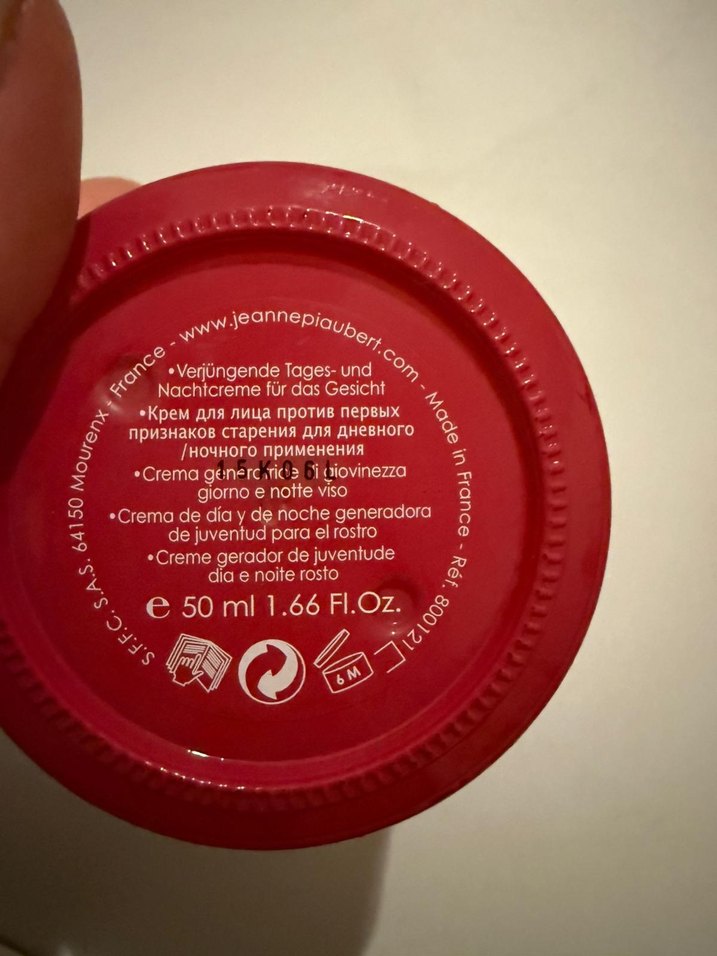 S.F.F.C. S.A.S. 64150 Mourenx - France - www.jeannepiaubert.com - Made in France - Réf. 800121
•Verjüngende Tages- und
Nachtcreme für das Gesicht
•Крем для лица против первых
признаков старения для дневного
/ночного применения
•Crema generatrice di giovinezza
giorno e notte viso
•Crema de día y de noche generadora
de juventud para el rostro
•Creme gerador de juventude
dia e noite rosto
e 50 ml 1.66 Fl.Oz.
6 M